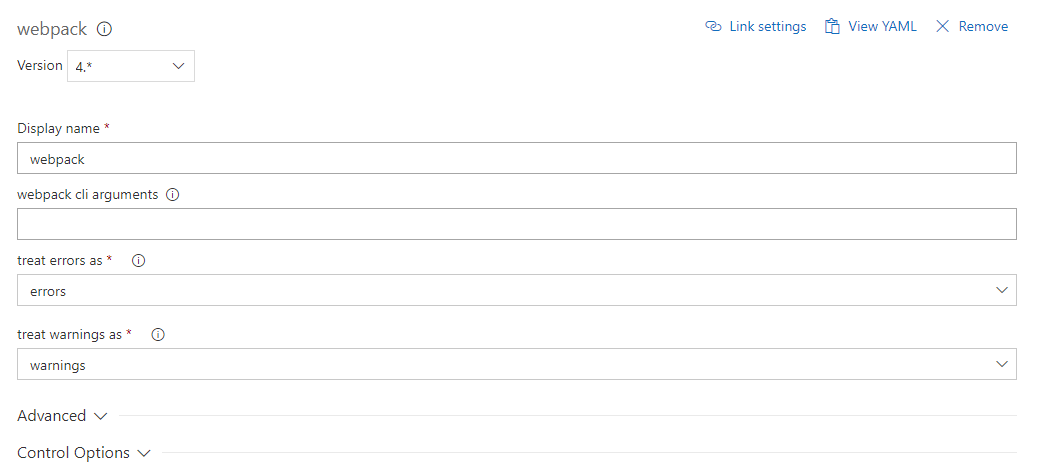 webpack
Link settings View YAML Remove
Version 4.*
Display name *
webpack
webpack cli arguments
treat errors as *
errors
treat warnings as *
warnings
Advanced
Control Options